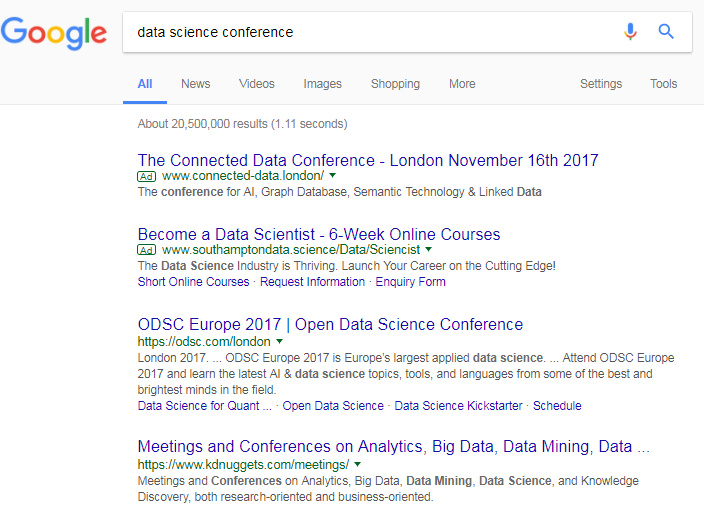 Google
data science conference
All News Videos Images Shopping More Settings Tools
About 20,500,000 results (1.11 seconds)
The Connected Data Conference - London November 16th 2017
Ad www.connected-data.london/
The conference for AI, Graph Database, Semantic Technology & Linked Data
Become a Data Scientist - 6-Week Online Courses
Ad www.southamptondata.science/Data/Sciencist
The Data Science Industry is Thriving. Launch Your Career on the Cutting Edge!
Short Online Courses · Request Information · Enquiry Form
ODSC Europe 2017 | Open Data Science Conference
https://odsc.com/london
London 2017. ... ODSC Europe 2017 is Europe's largest applied data science. ... Attend ODSC Europe
2017 and learn the latest AI & data science topics, tools, and languages from some of the best and
brightest minds in the field.
Data Science for Quant ... · Open Data Science · Data Science Kickstarter · Schedule
Meetings and Conferences on Analytics, Big Data, Data Mining, Data ...
https://www.kdnuggets.com/meetings/
Meetings and Conferences on Analytics, Big Data, Data Mining, Data Science, and Knowledge
Discovery, both research-oriented and business-oriented.